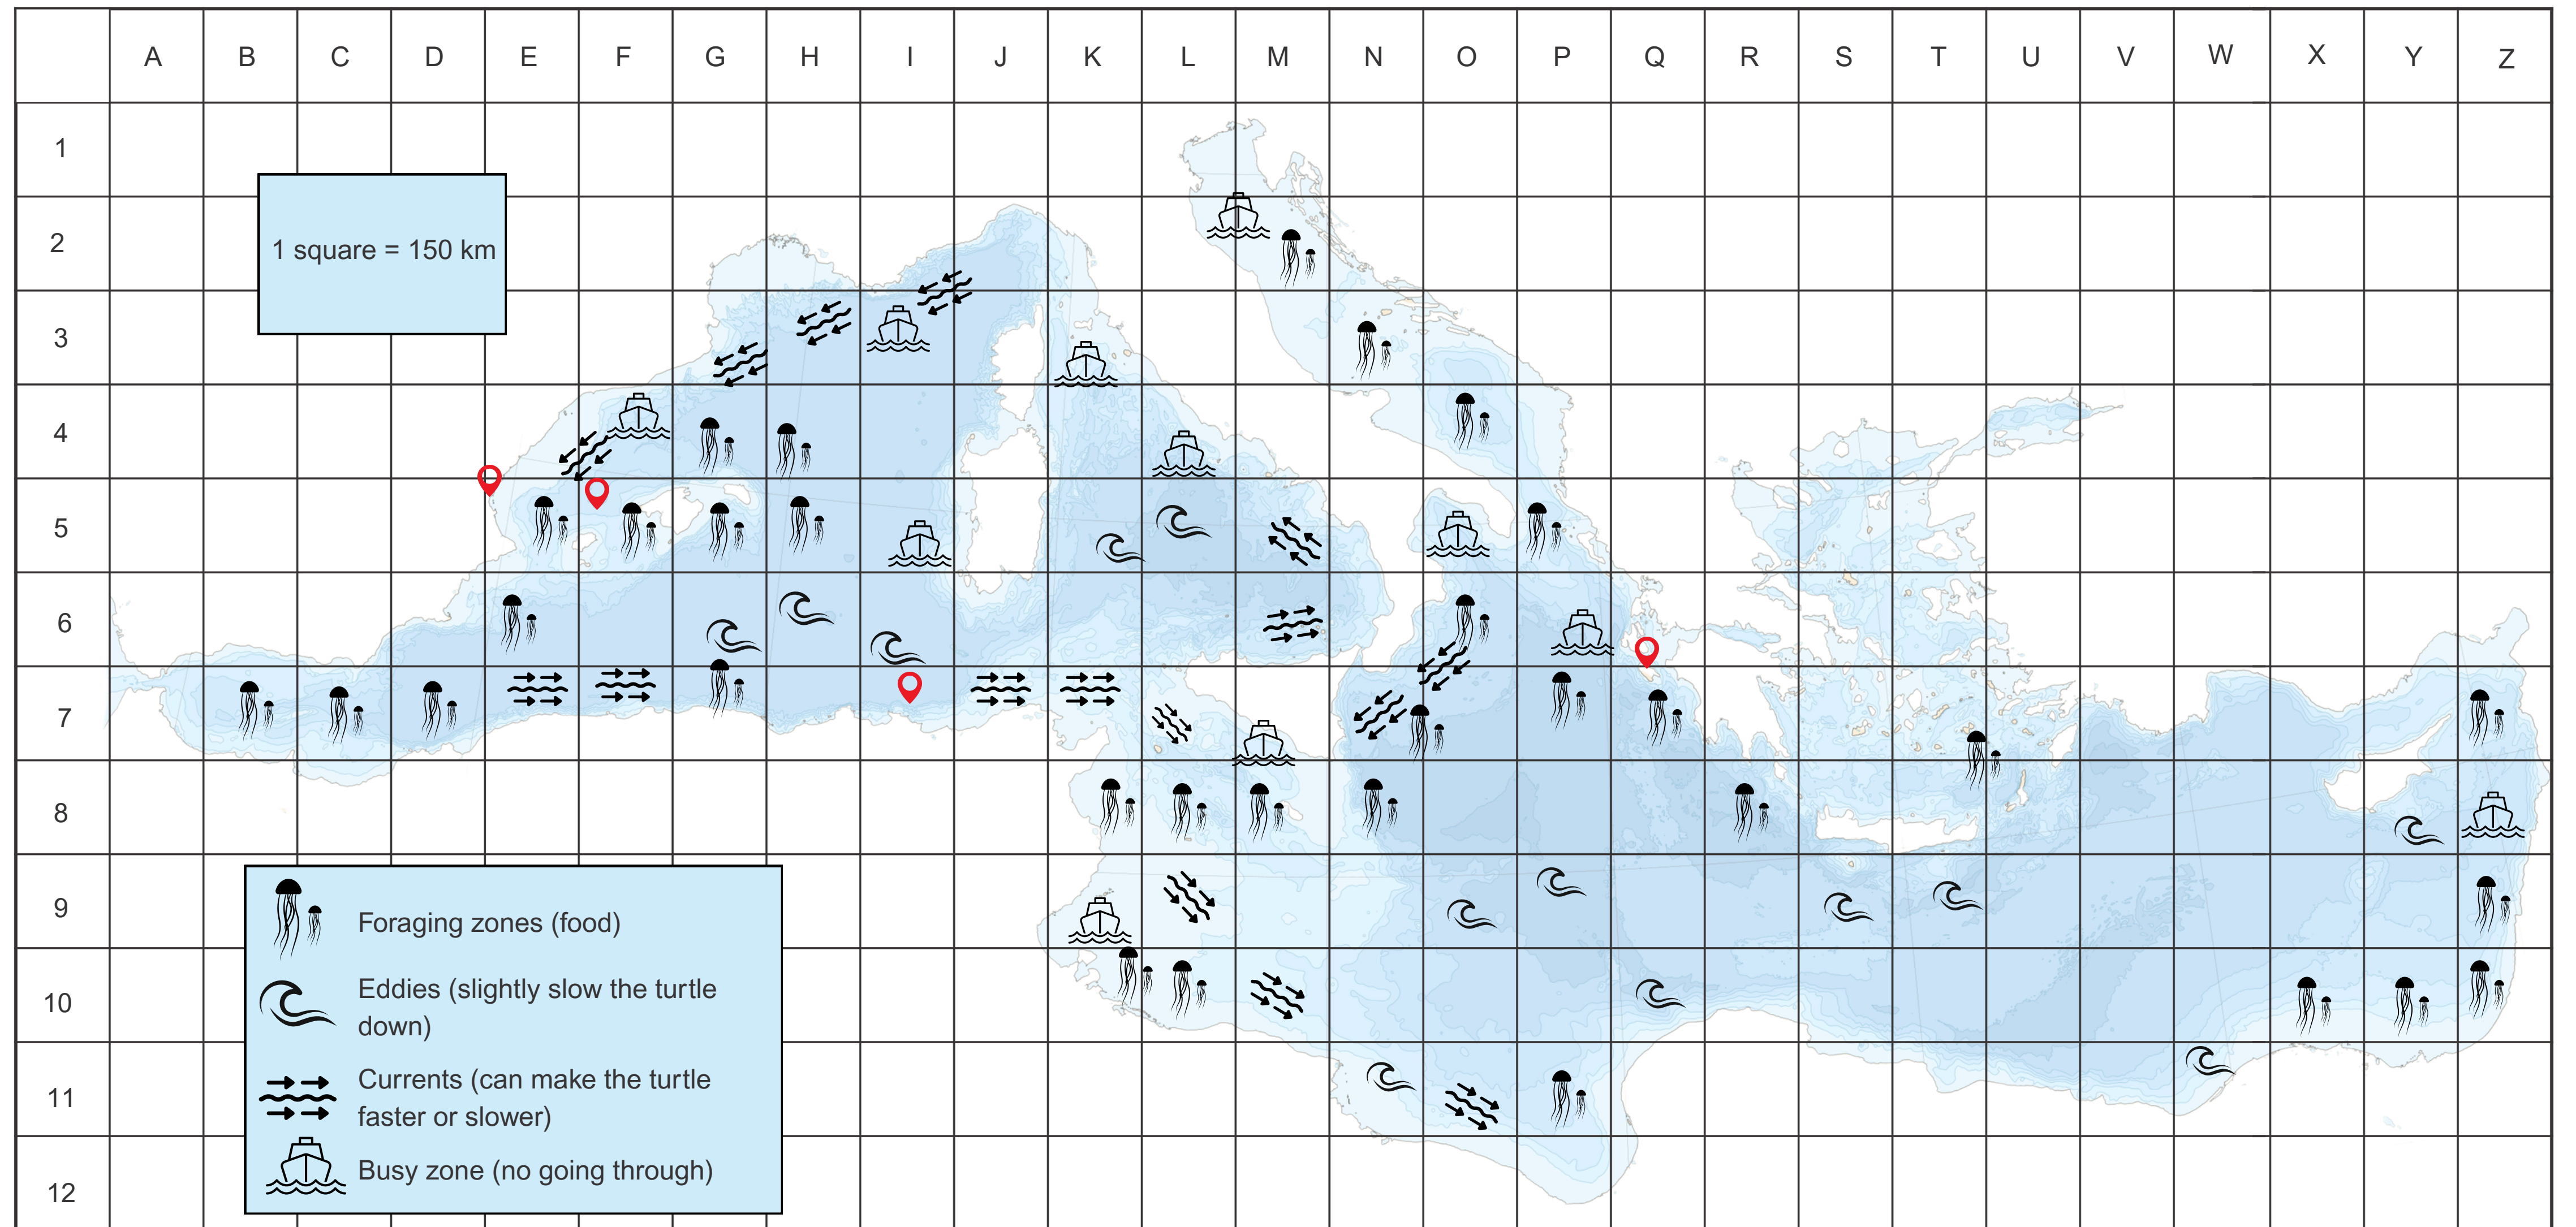 A B C D E F G H I J K L M N O P Q R S T U V W X Y Z
1
2
1 square = 150 km
3
4
5
6
7
8
9
Foraging zones (food)
10
Eddies (slightly slow the turtle
down)
11
Currents (can make the turtle
faster or slower)
12
Busy zone (no going through)